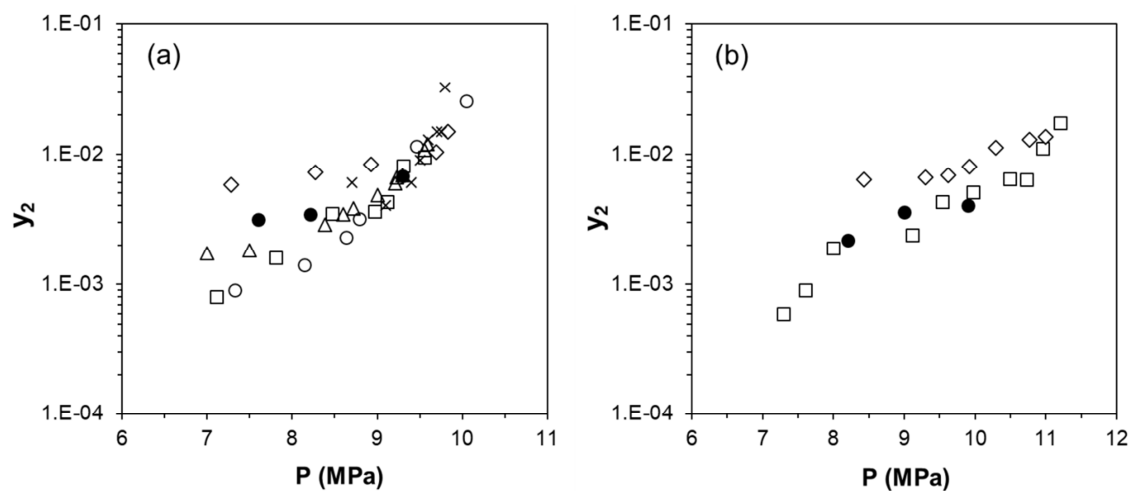 (a)
1.E-01
1.E-02
1.E-03
1.E-04
y₂
6 7 8 9 10 11
P (MPa)
(b)
1.E-01
1.E-02
1.E-03
1.E-04
y₂
6 7 8 9 10 11 12
P (MPa)